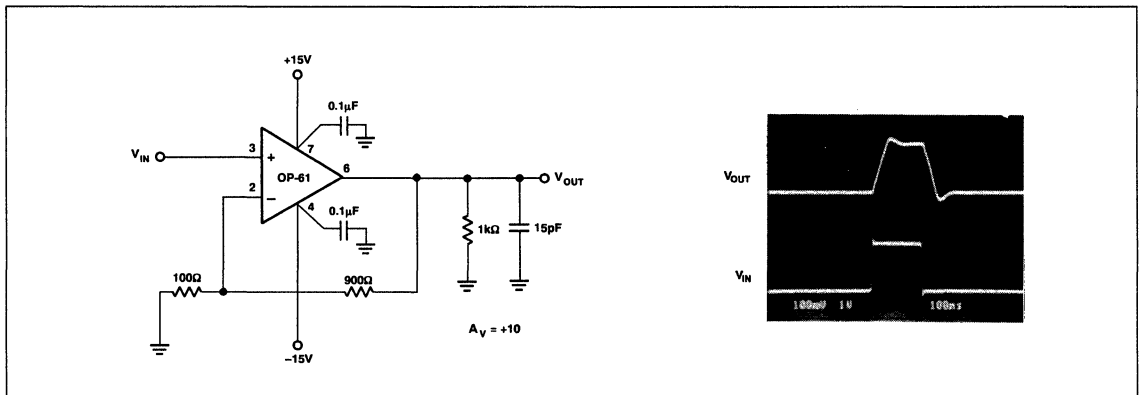 +15V
0.1μF
7
V_IN
3
+
OP-61
6
V_OUT
2
−
4
0.1μF
1kΩ
15pF
100Ω
900Ω
A_V = +10
−15V
V_OUT
V_IN
100mV 1V 100ns